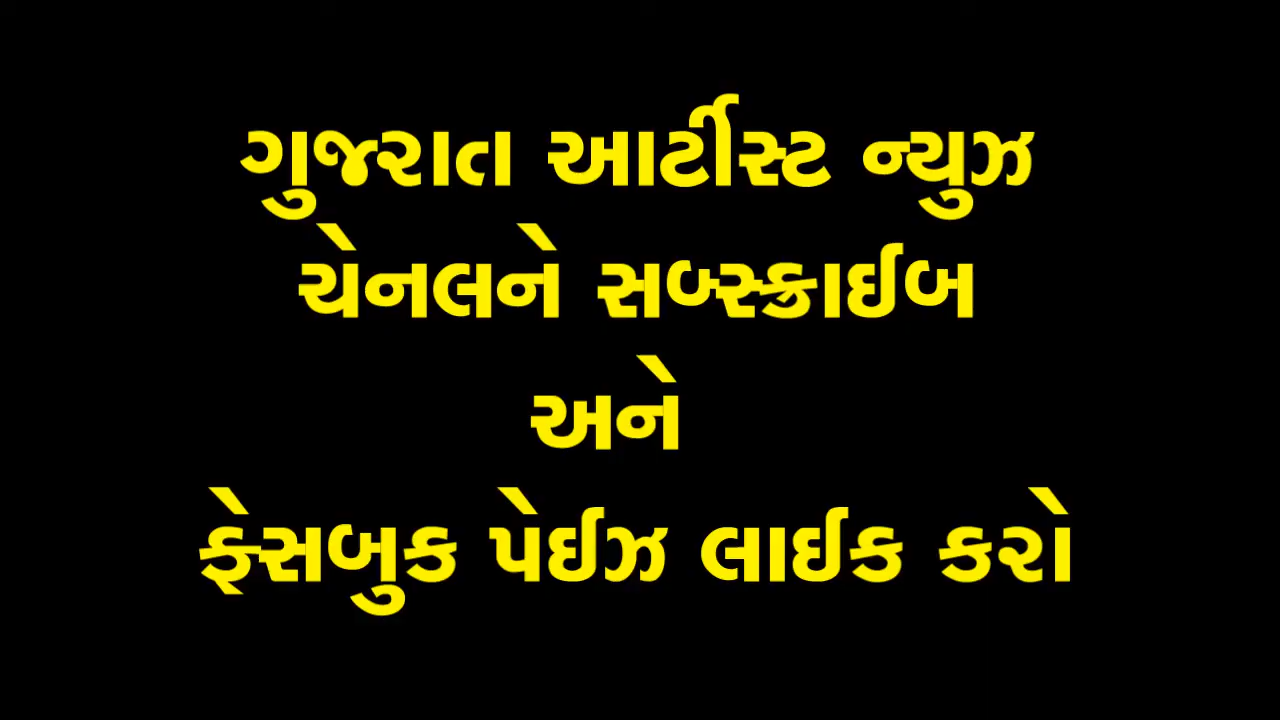 ગુજરાત આર્ટીસ્ટ ન્યુઝ
ચેનલને સબ્સ્ક્રાઈબ
અને
ફેસબુક પેઈઝ લાઈક કરો